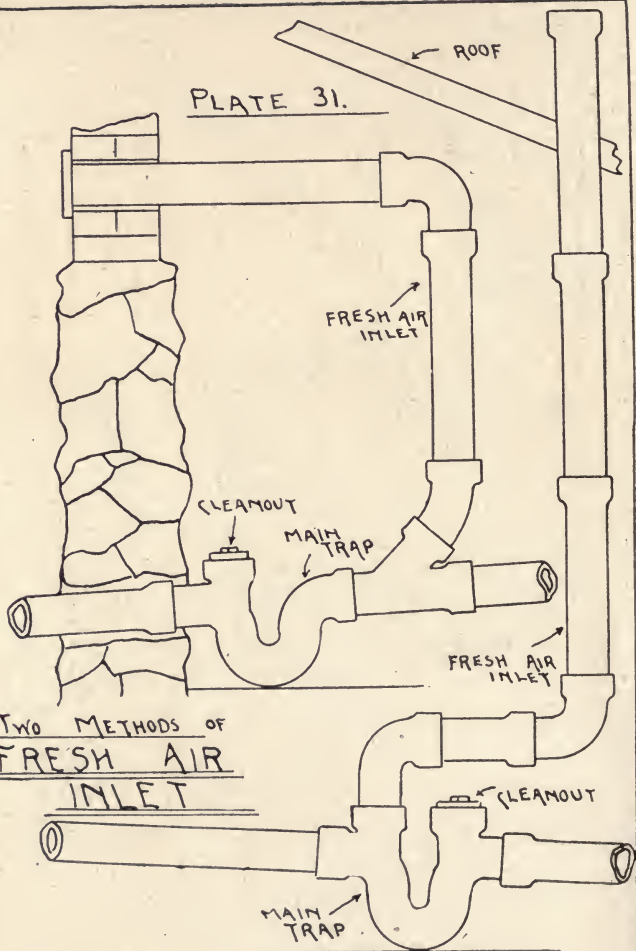 ROOF
PLATE 31.
FRESH AIR
INLET
CLEANOUT
MAIN
TRAP
FRESH AIR
INLET
TWO METHODS OF
FRESH AIR
INLET
CLEANOUT
MAIN
TRAP